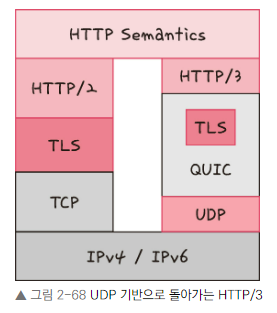 HTTP Semantics
HTTP/2
HTTP/3
TLS
TLS
QUIC
TCP
UDP
IPv4 / IPv6
▲ 그림 2-68 UDP 기반으로 돌아가는 HTTP/3